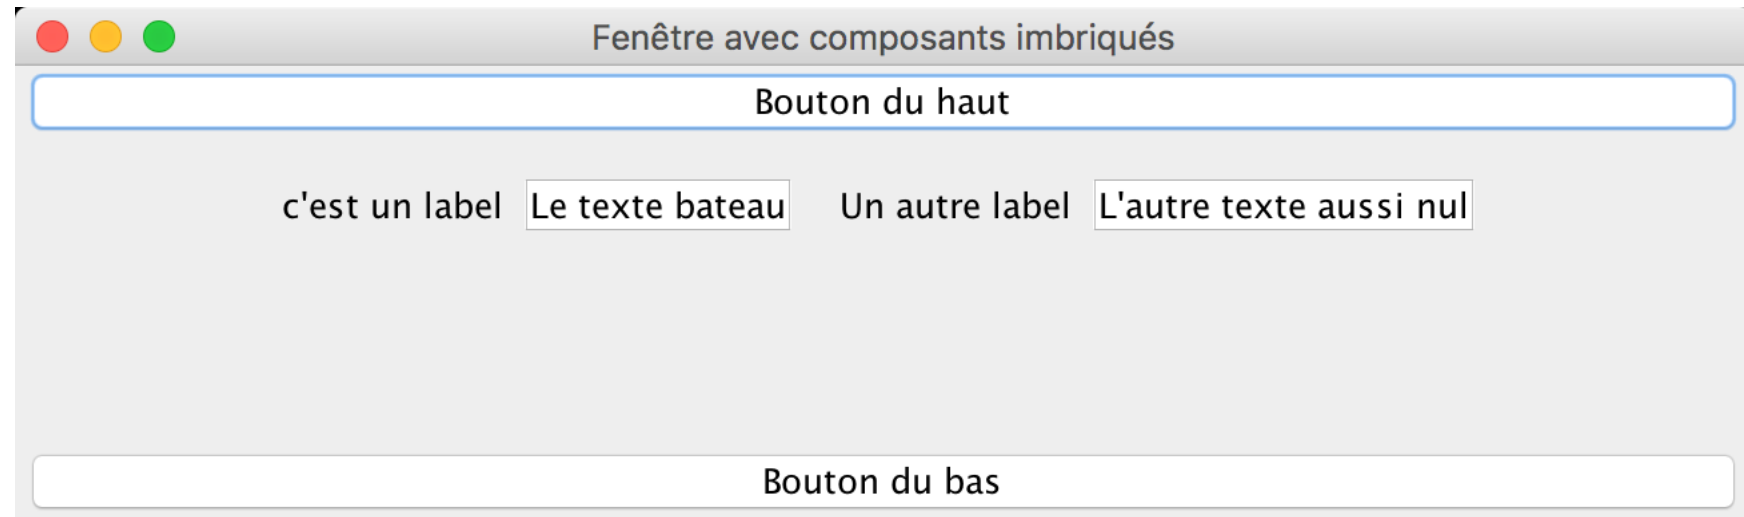 Fenêtre avec composants imbriqués
Bouton du haut
c'est un label Le texte bateau Un autre label L'autre texte aussi nul
Bouton du bas